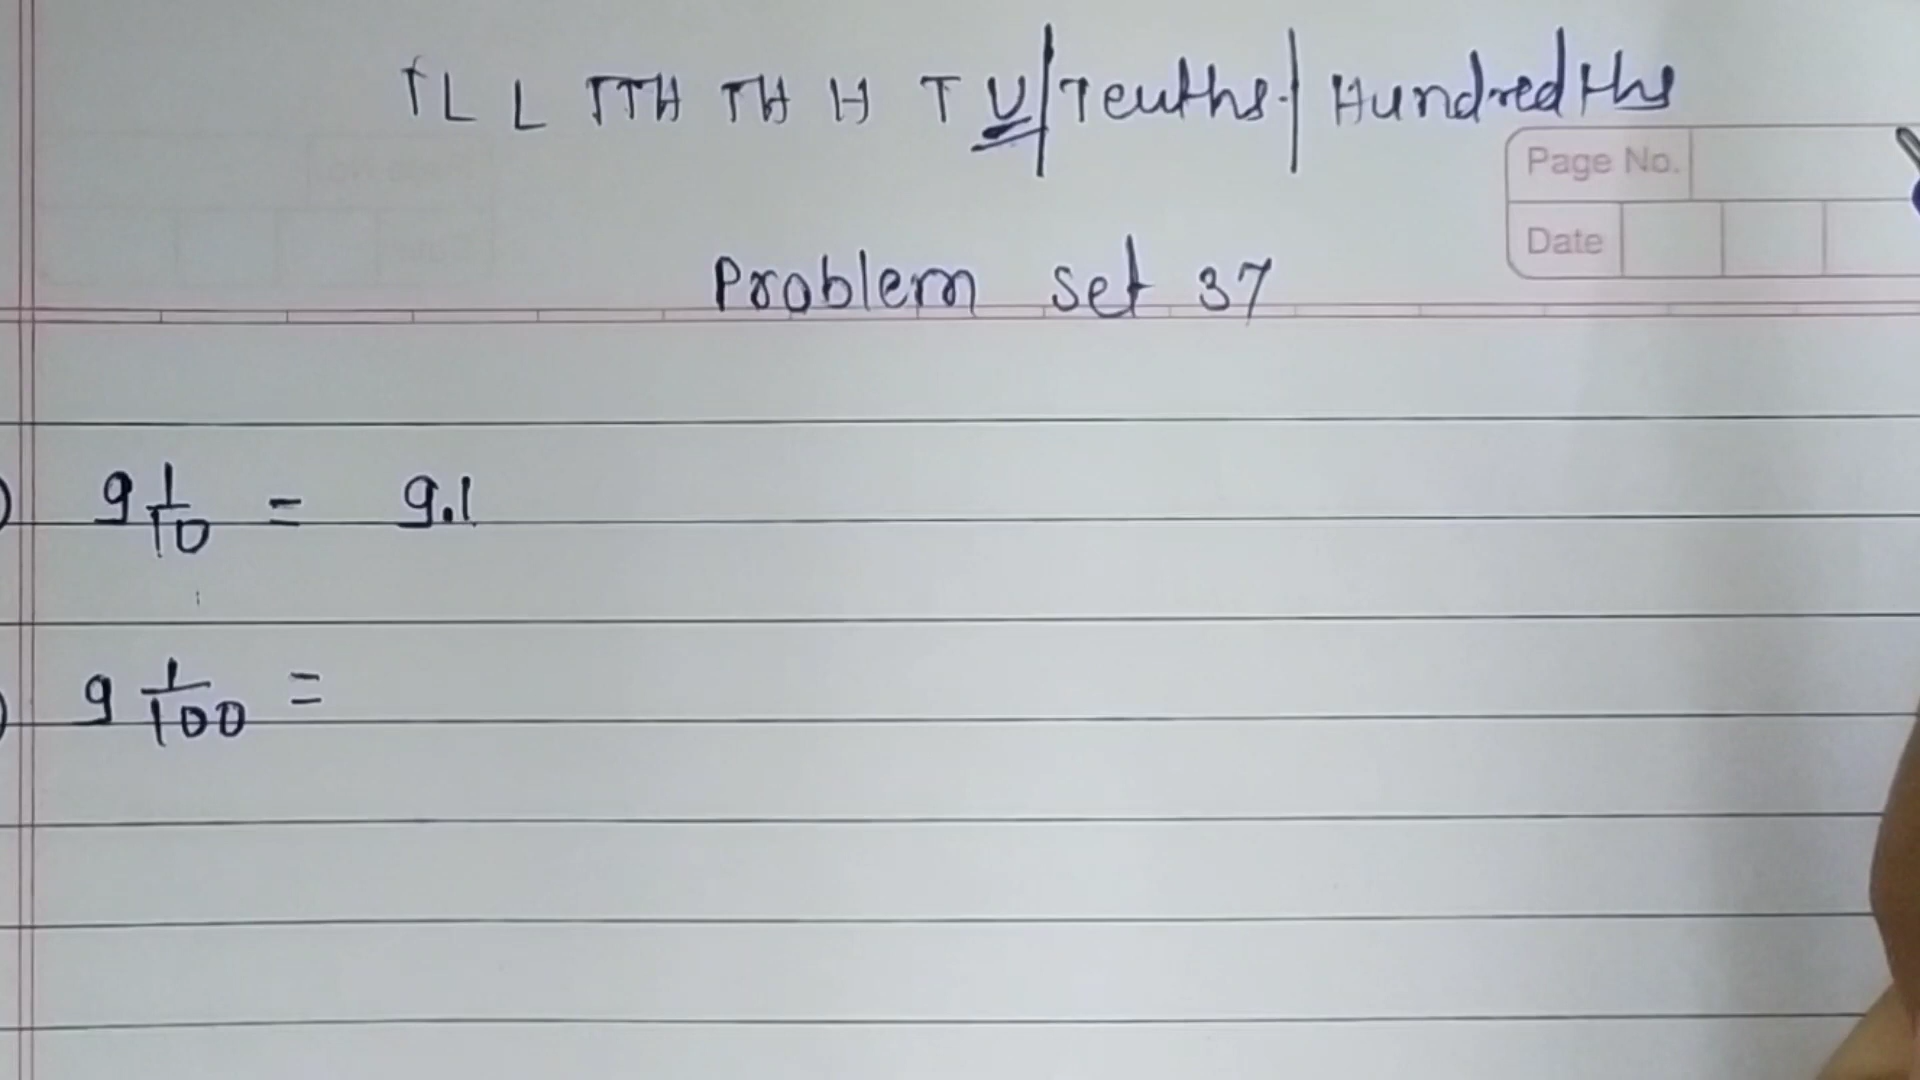 TL L TTH TH H T U/Tenths.| Hundredths
Page No.
Date
Problem set 37
) 9 1/10 = 9.1
) 9 1/100 =